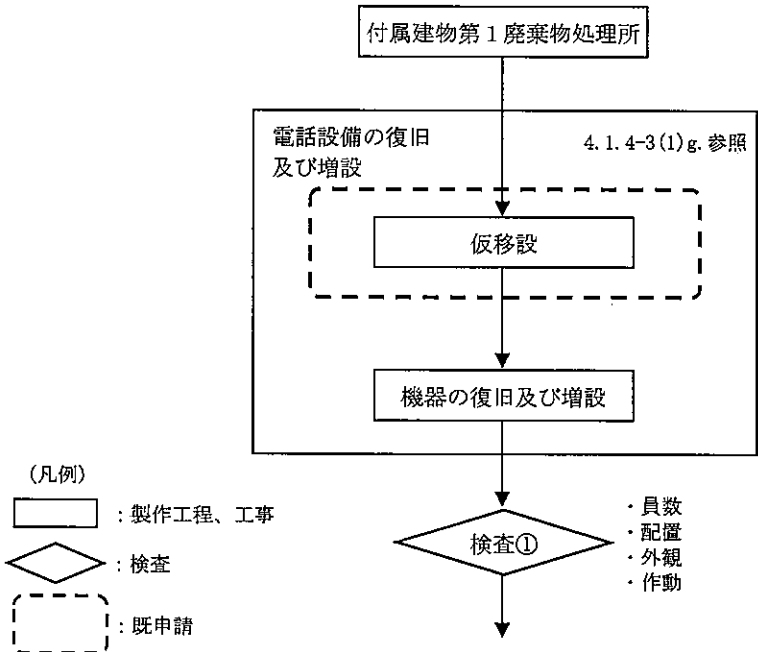 付属建物第1廃棄物処理所
電話設備の復旧
及び増設
4.1.4-3(1)g.参照
仮移設
機器の復旧及び増設
検査①
・員数
・配置
・外観
・作動
(凡例)
：製作工程、工事
：検査
：既申請